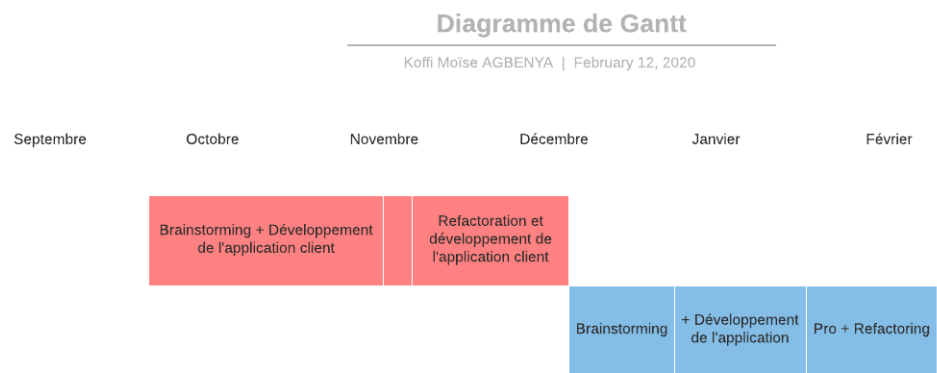 Diagramme de Gantt
Koffi Moïse AGBENYA | February 12, 2020
Septembre
Octobre
Novembre
Décembre
Janvier
Février
Brainstorming + Développement
de l'application client
Refactoration et
développement de
l'application client
Brainstorming
+ Développement
de l'application
Pro + Refactoring